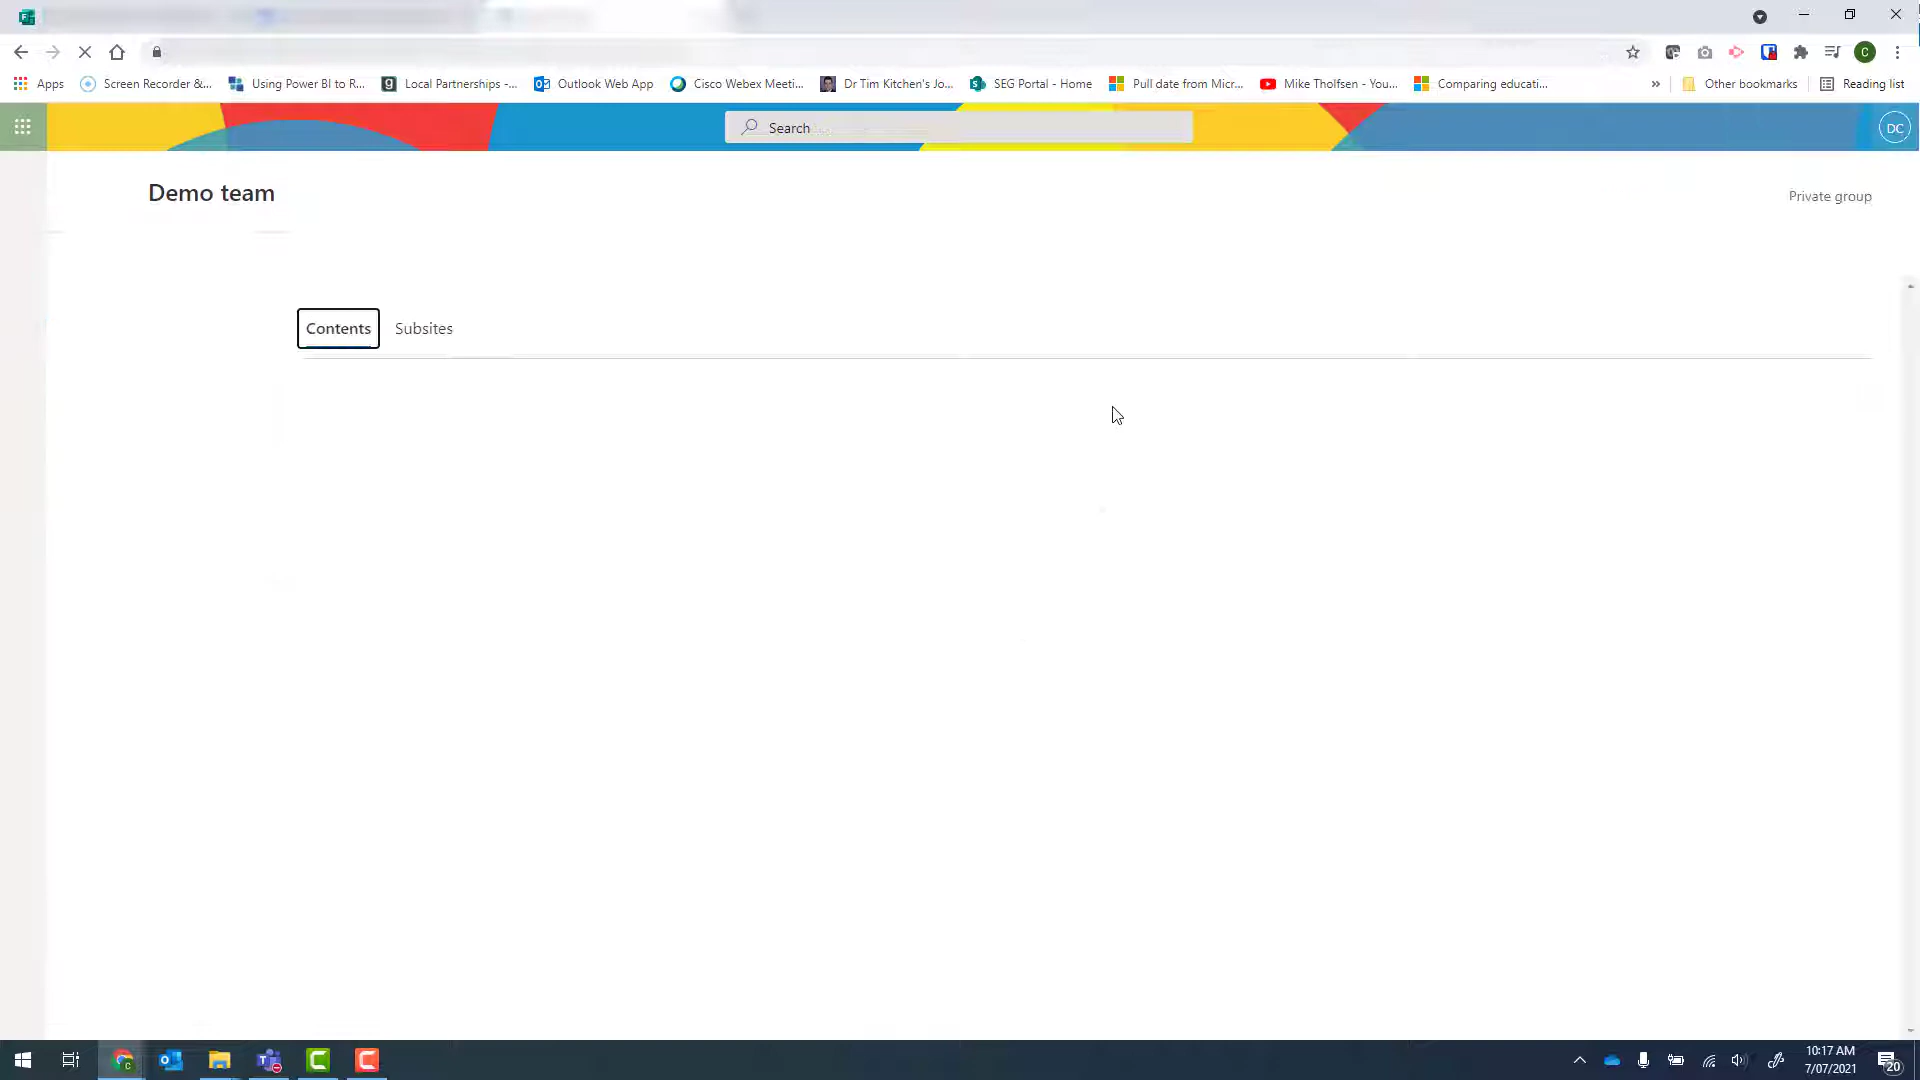 Apps Screen Recorder &... Using Power BI to R... Local Partnerships -... Outlook Web App Cisco Webex Meeti... Dr Tim Kitchen's Jo... SEG Portal - Home Pull date from Micr... Mike Tholfsen - You... Comparing educati... » Other bookmarks Reading list
Search
DC
Demo team
Private group
Contents Subsites
10:17 AM
7/07/2021
20